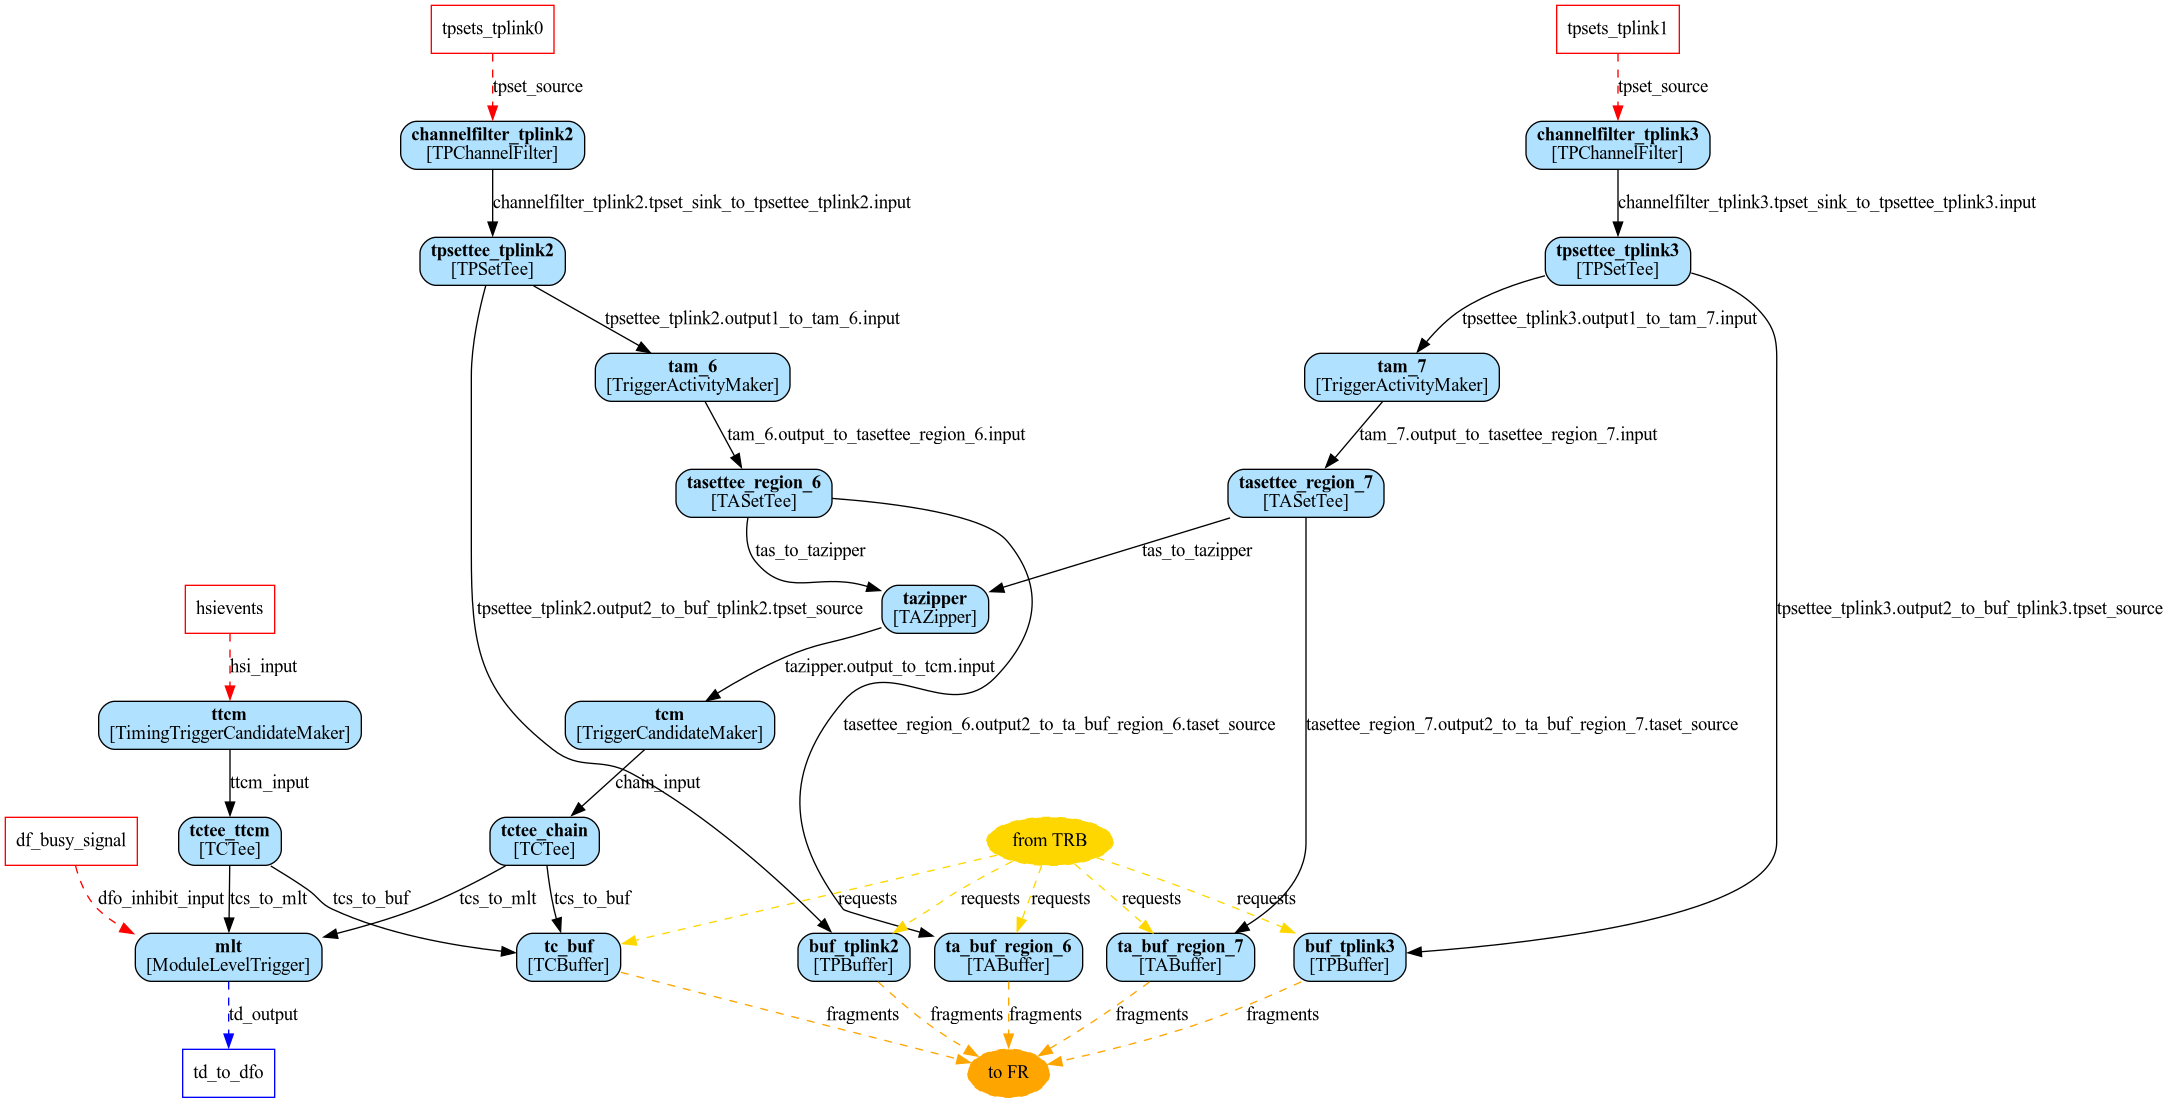 tpsets_tplink0
tpsets_tplink1
tpset_source
tpset_source
channelfilter_tplink2
[TPChannelFilter]
channelfilter_tplink3
[TPChannelFilter]
channelfilter_tplink2.tpset_sink_to_tpsettee_tplink2.input
channelfilter_tplink3.tpset_sink_to_tpsettee_tplink3.input
tpsettee_tplink2
[TPSetTee]
tpsettee_tplink3
[TPSetTee]
tpsettee_tplink2.output1_to_tam_6.input
tpsettee_tplink3.output1_to_tam_7.input
tam_6
[TriggerActivityMaker]
tam_7
[TriggerActivityMaker]
tam_6.output_to_tasettee_region_6.input
tam_7.output_to_tasettee_region_7.input
tasettee_region_6
[TASetTee]
tasettee_region_7
[TASetTee]
tas_to_tazipper
tas_to_tazipper
hsievents
tpsettee_tplink2.output2_to_buf_tplink2.tpset_source
tazipper
[TAZipper]
tpsettee_tplink3.output2_to_buf_tplink3.tpset_source
hsi_input
tazipper.output_to_tcm.input
ttcm
[TimingTriggerCandidateMaker]
tcm
[TriggerCandidateMaker]
tasettee_region_6.output2_to_ta_buf_region_6.taset_source
tasettee_region_7.output2_to_ta_buf_region_7.taset_source
ttcm_input
chain_input
df_busy_signal
tctee_ttcm
[TCTee]
tctee_chain
[TCTee]
from TRB
dfo_inhibit_input
tcs_to_mlt
tcs_to_buf
tcs_to_mlt
tcs_to_buf
requests
requests
requests
requests
requests
mlt
[ModuleLevelTrigger]
tc_buf
[TCBuffer]
buf_tplink2
[TPBuffer]
ta_buf_region_6
[TABuffer]
ta_buf_region_7
[TABuffer]
buf_tplink3
[TPBuffer]
td_output
fragments
fragments
fragments
fragments
fragments
td_to_dfo
to FR